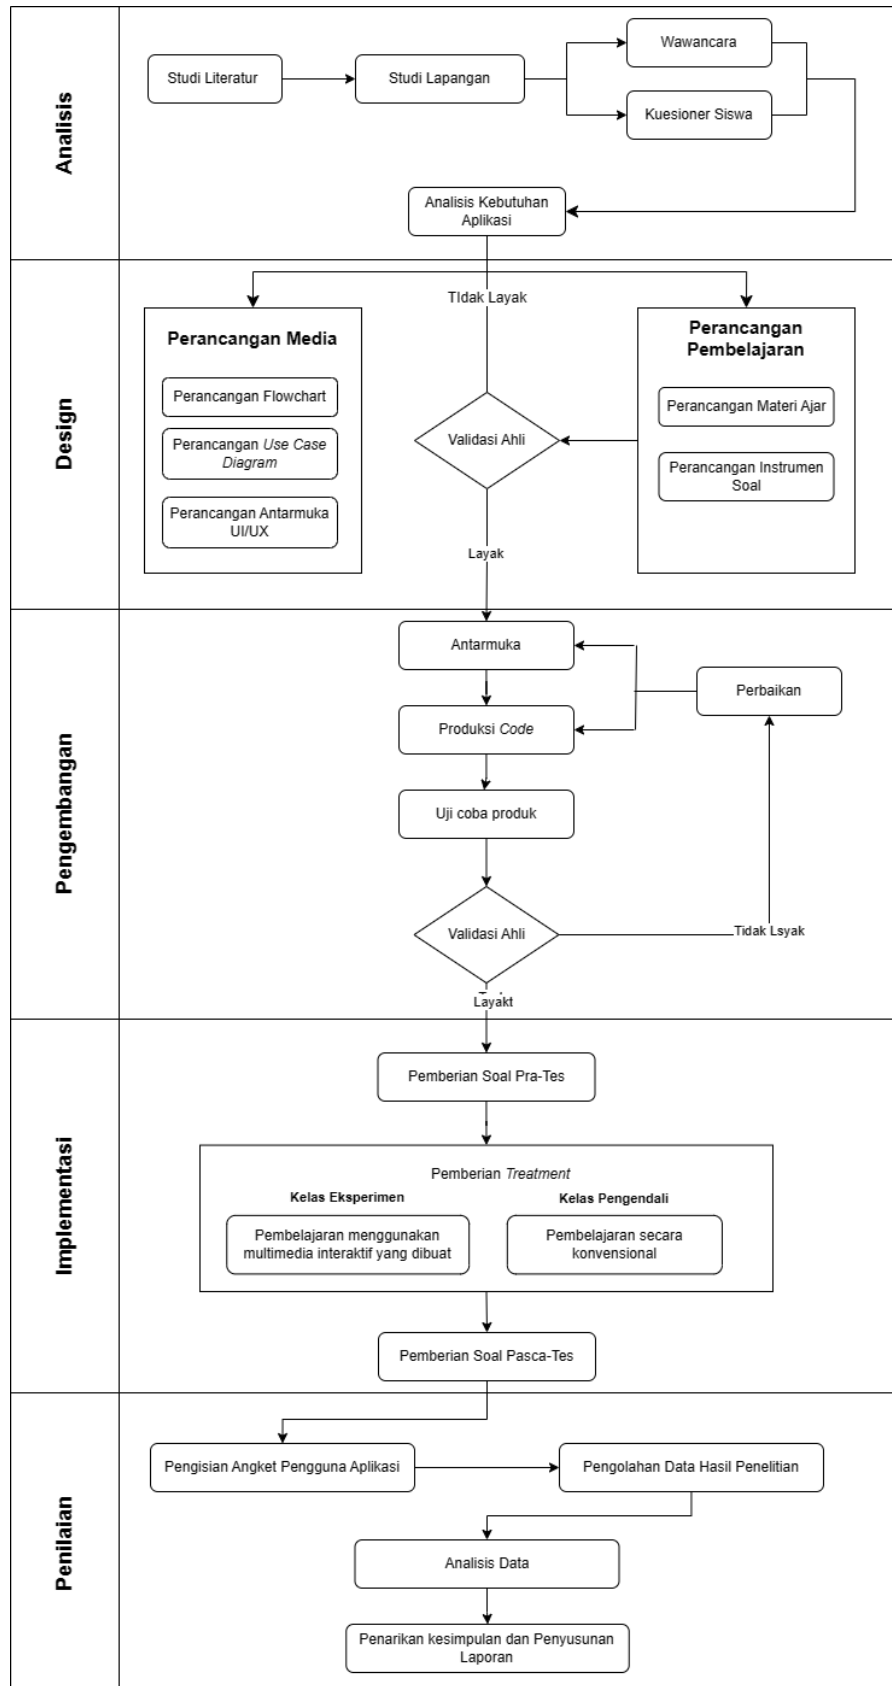 Analisis
Studi Literatur
Studi Lapangan
Wawancara
Kuesioner Siswa
Analisis Kebutuhan
Aplikasi
Design
TIdak Layak
Perancangan Media
Perancangan Flowchart
Perancangan Use Case
Diagram
Perancangan Antarmuka
UI/UX
Validasi Ahli
Perancangan
Pembelajaran
Perancangan Materi Ajar
Perancangan Instrumen
Soal
Layak
Pengembangan
Antarmuka
Perbaikan
Produksi Code
Uji coba produk
Validasi Ahli
Tidak Lsyak
Layakt
Implementasi
Pemberian Soal Pra-Tes
Pemberian Treatment
Kelas Eksperimen
Kelas Pengendali
Pembelajaran menggunakan
multimedia interaktif yang dibuat
Pembelajaran secara
konvensional
Pemberian Soal Pasca-Tes
Penilaian
Pengisian Angket Pengguna Aplikasi
Pengolahan Data Hasil Penelitian
Analisis Data
Penarikan kesimpulan dan Penyusunan
Laporan